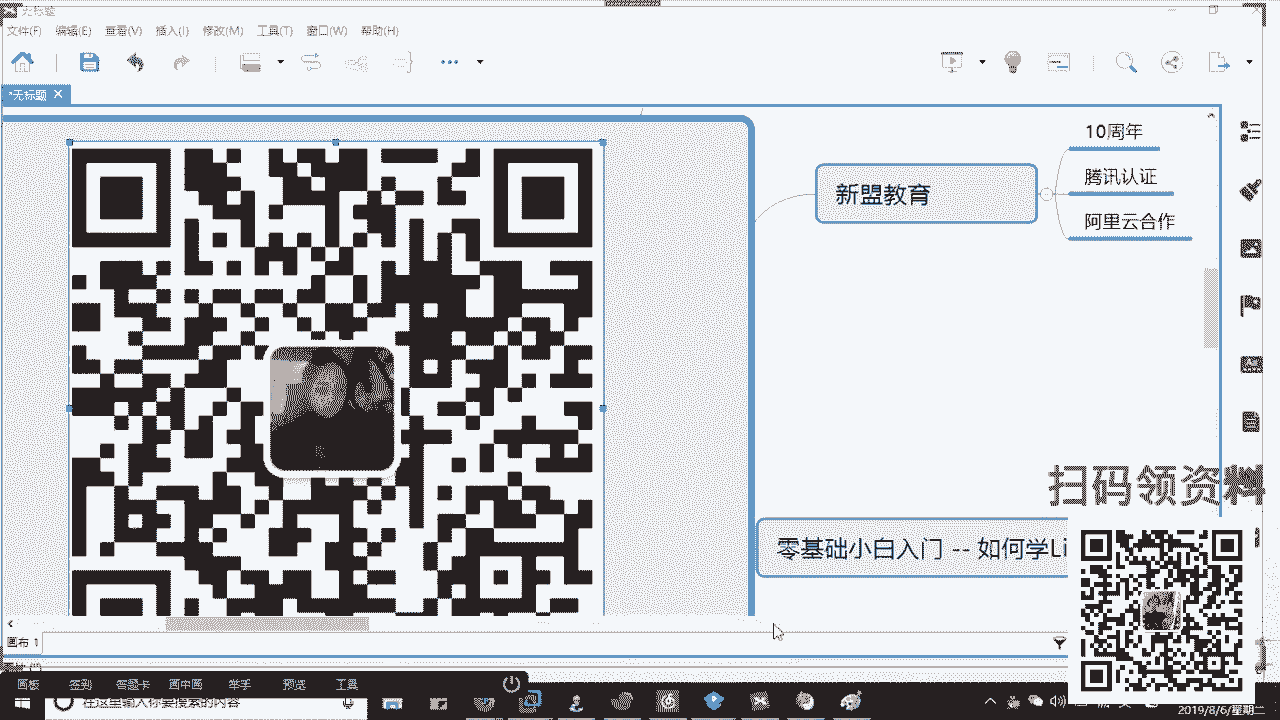 无标题
文件(F) 编辑(E) 查看(V) 插入(I) 修改(M) 工具(T) 窗口(W) 帮助(H)
*无标题
10周年
新盟教育
腾讯认证
阿里云合作
扫码领资料
零基础小白入门 -- 如何学Li
画布 1
画板 签到 答题卡 画中画 举手 预览 工具
在这里输入你要搜索的内容
2019/8/6/星期二